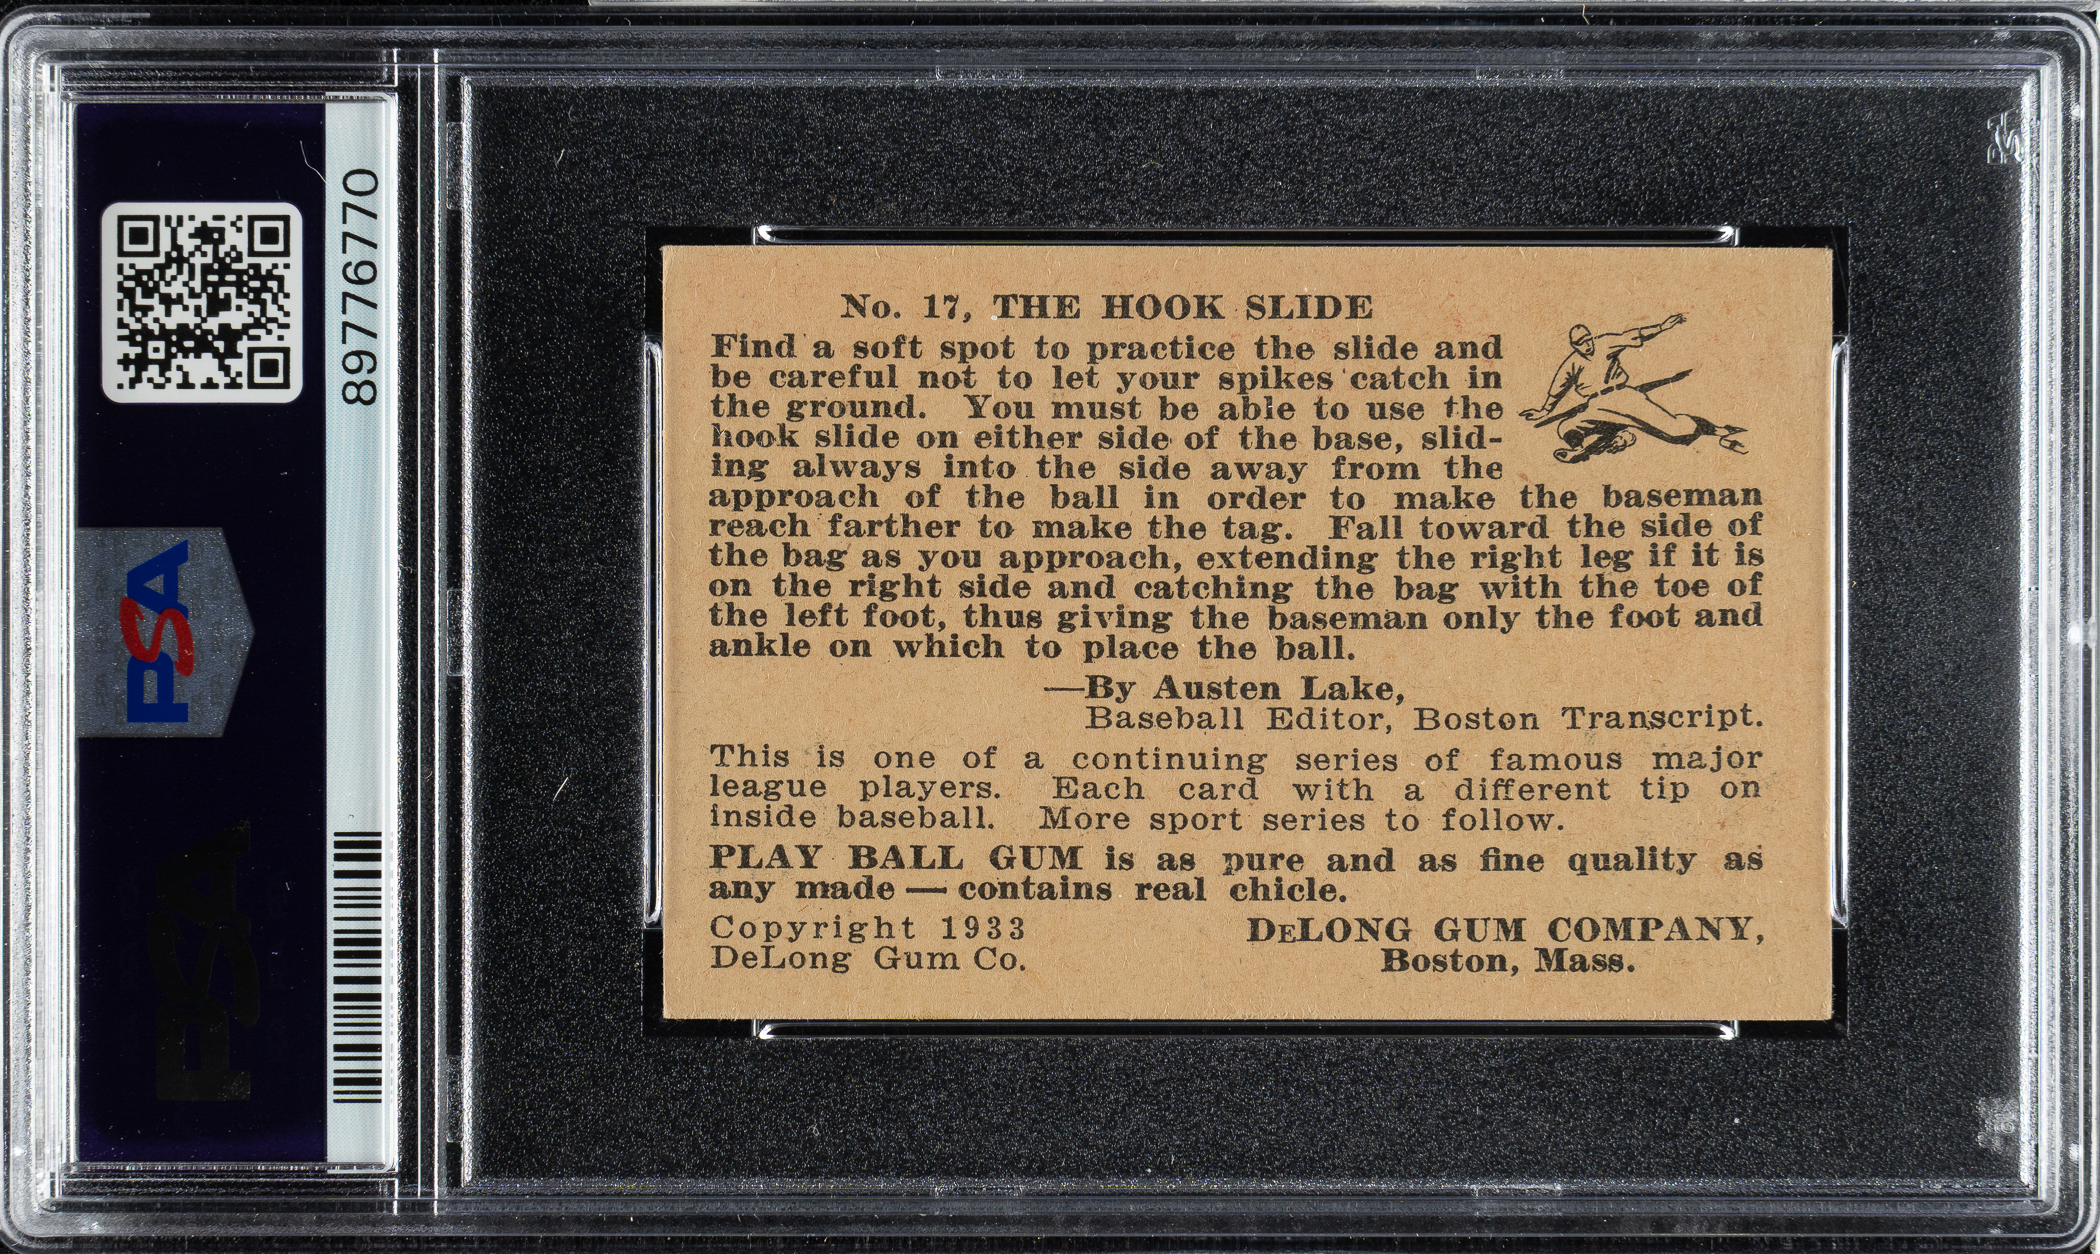 89776770
PSA
PSA
No. 17, THE HOOK SLIDE
Find a soft spot to practice the slide and
be careful not to let your spikes catch in
the ground. You must be able to use the
hook slide on either side of the base, slid-
ing always into the side away from the
approach of the ball in order to make the baseman
reach farther to make the tag. Fall toward the side of
the bag as you approach, extending the right leg if it is
on the right side and catching the bag with the toe of
the left foot, thus giving the baseman only the foot and
ankle on which to place the ball.
—By Austen Lake,
Baseball Editor, Boston Transcript.
This is one of a continuing series of famous major
league players. Each card with a different tip on
inside baseball. More sport series to follow.
PLAY BALL GUM is as pure and as fine quality as
any made — contains real chicle.
Copyright 1933
DeLong Gum Co.
DeLONG GUM COMPANY,
Boston, Mass.
PSA